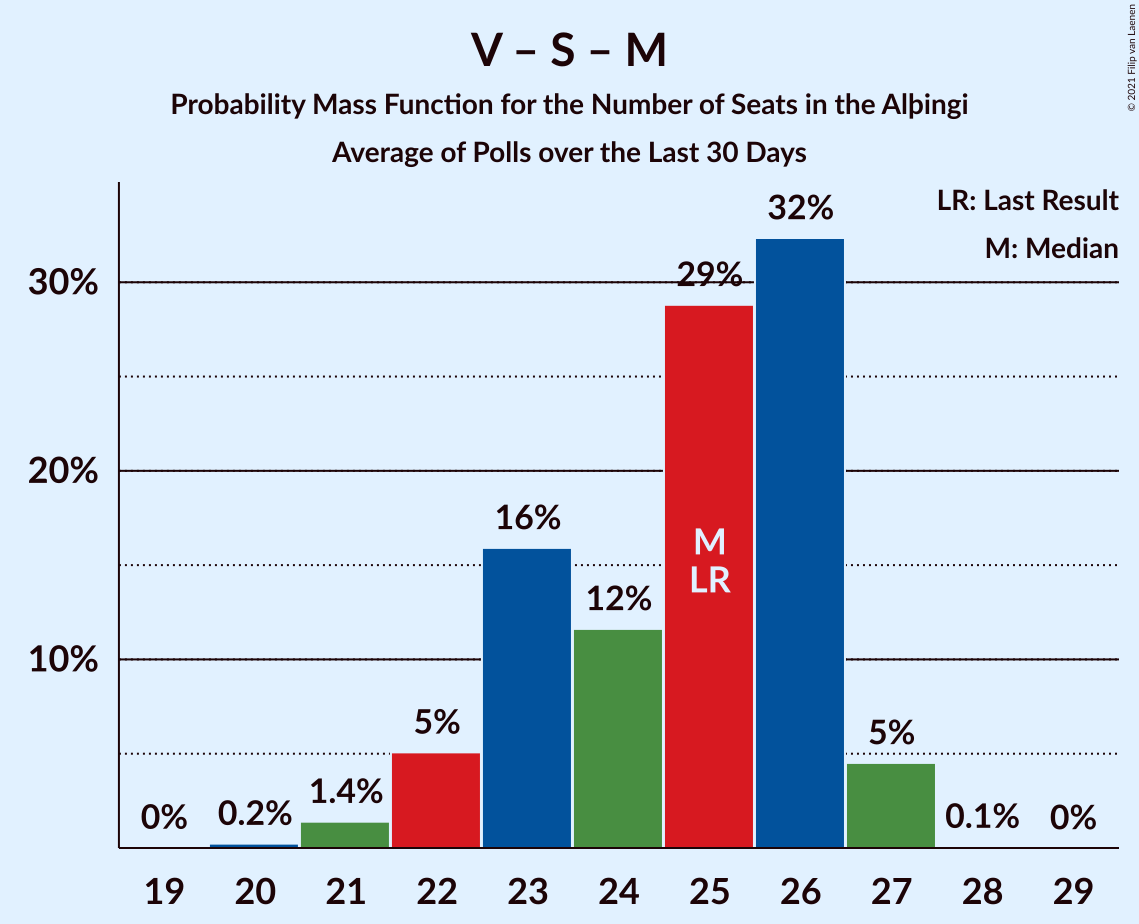 V – S – M
Probability Mass Function for the Number of Seats in the Alþingi
Average of Polls over the Last 30 Days
© 2021 Filip van Laenen
LR: Last Result
M: Median
30%
20%
10%
0%
0.2%
1.4%
5%
16%
12%
29%
32%
5%
0.1%
0%
M
LR
19 20 21 22 23 24 25 26 27 28 29